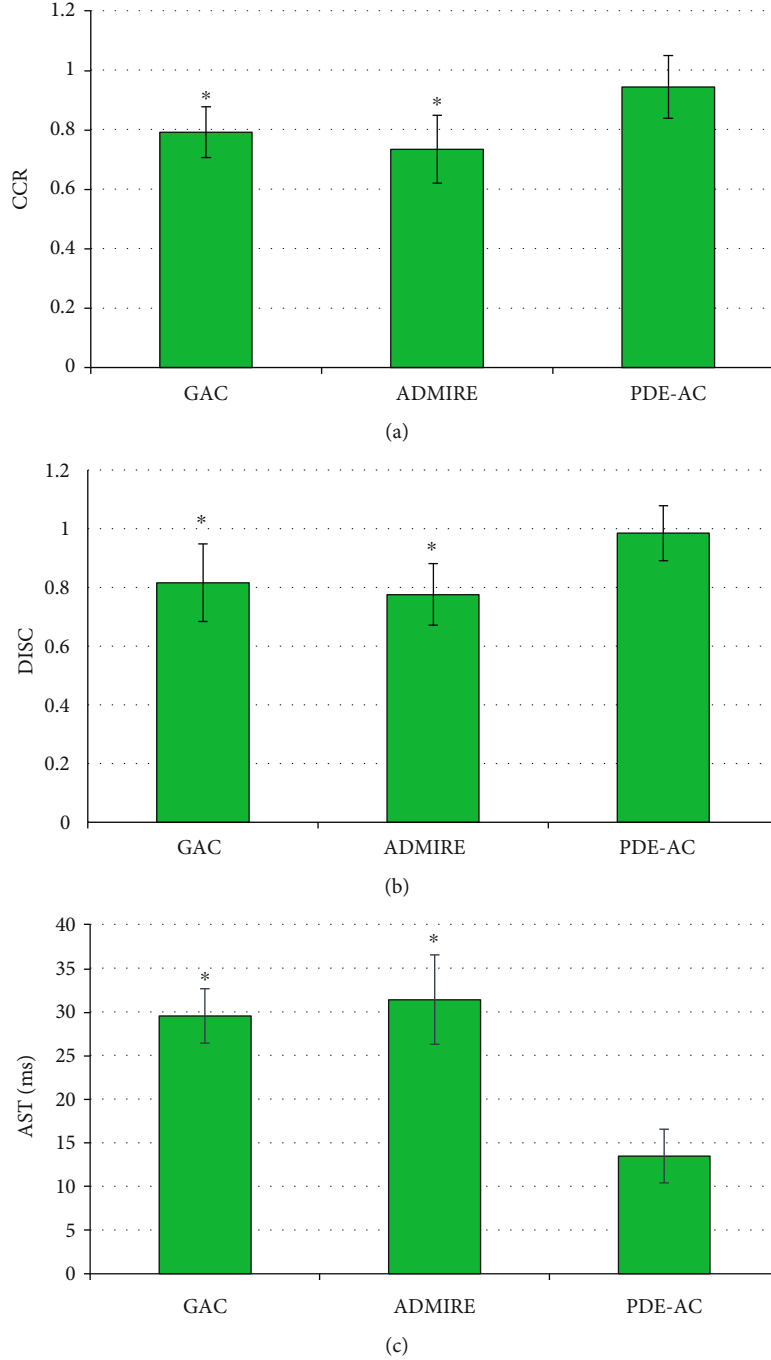 1.2
1
0.8
0.6
0.4
0.2
0
CCR
*
*
GAC
ADMIRE
PDE-AC
(a)
1.2
1
0.8
0.6
0.4
0.2
0
DISC
*
*
GAC
ADMIRE
PDE-AC
(b)
40
35
30
25
20
15
10
5
0
AST (ms)
*
*
GAC
ADMIRE
PDE-AC
(c)